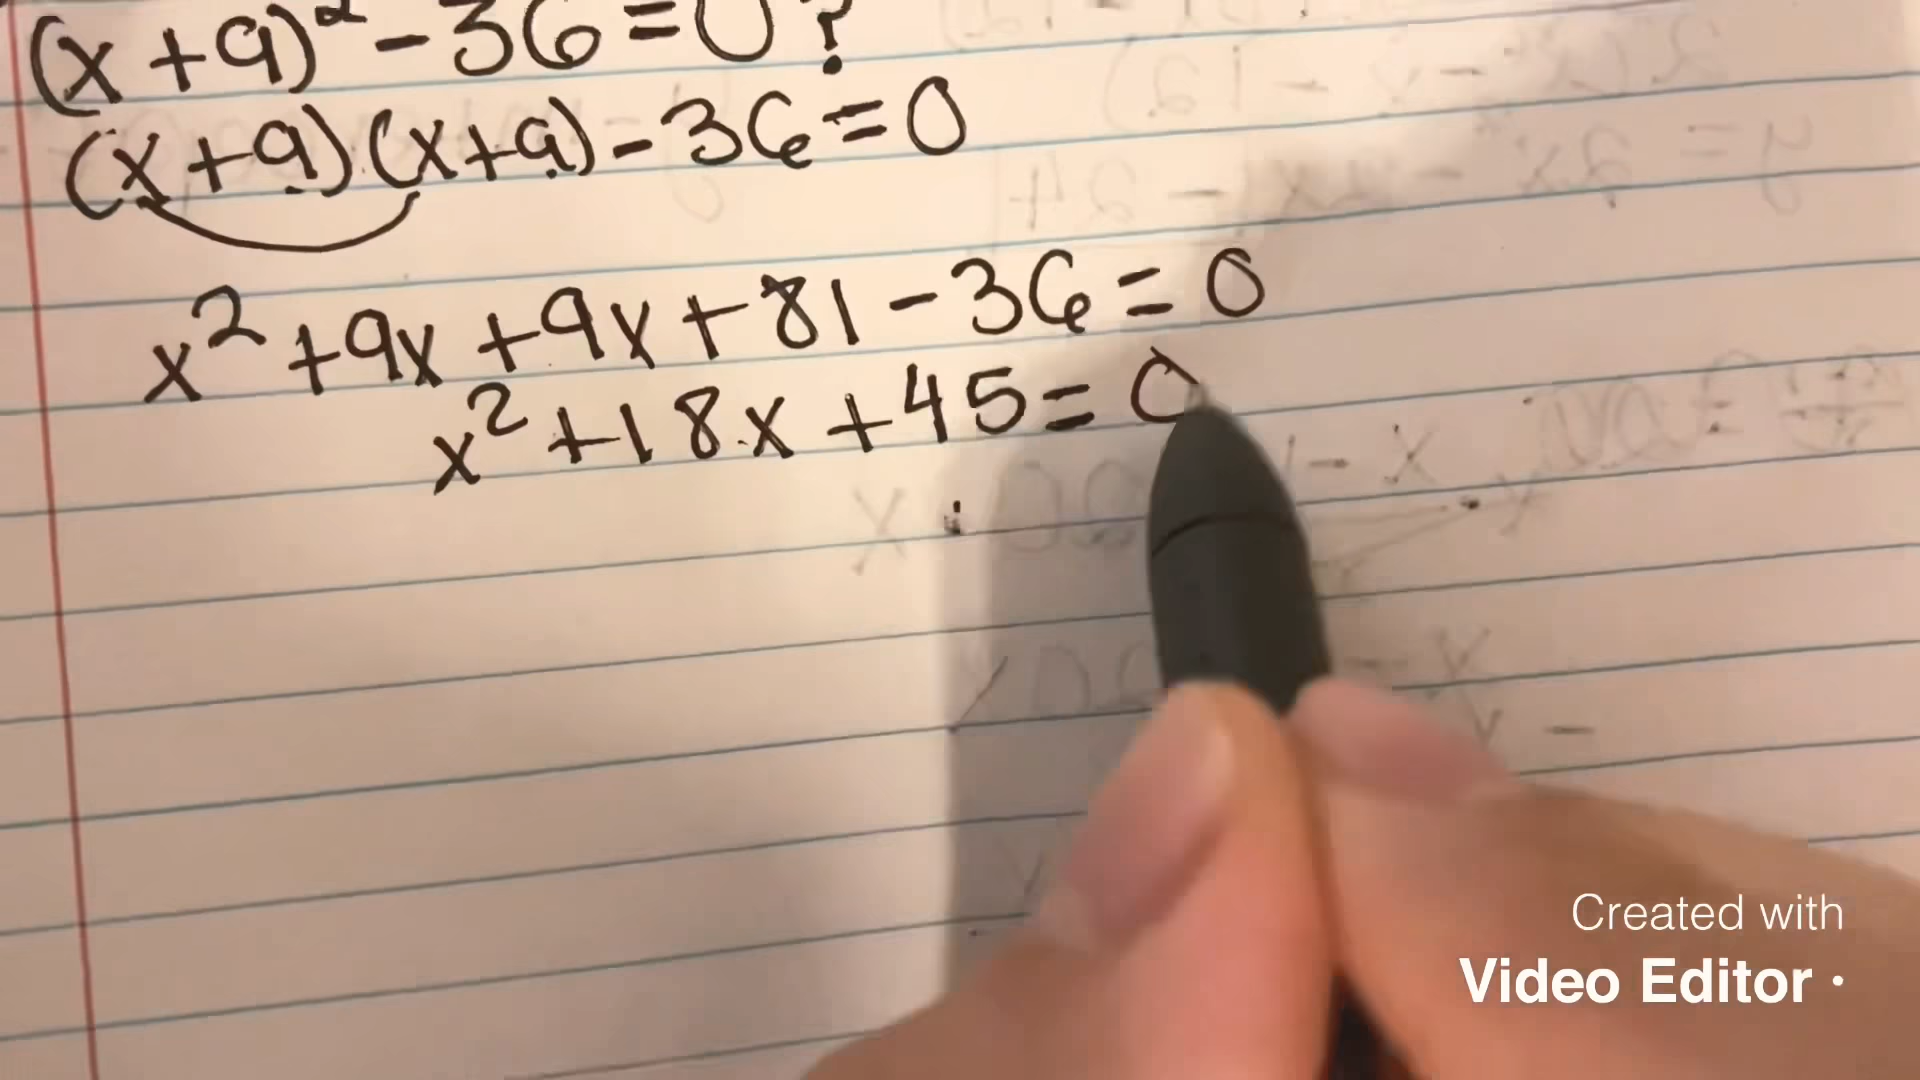 (x+9)²-36=0?
(x+9)(x+9)-36=0
x²+9x+9x+81-36=0
x²+18x+45=0
Created with
Video Editor